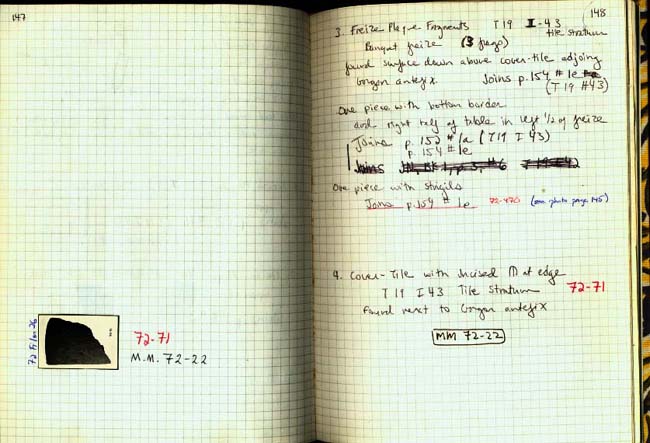 147
72 Film 26
72-71
M.M. 72-22
148
3. Freize Plaque Fragments T19 I-43
tile stratum
Banquet freize (3 frags)
found surface down above cover-tile adjoing
Gorgon antefix. Joins p.154 #1e
(T19 #43)
One piece with bottom border
and right half of table in left 1/2 of freize
Joins p.152 #1a (T19 I 43)
p.154 #1e
Joins
One piece with strigils
Joins p.154 #1e 72-470 (see photo page 145)
4. Cover-Tile with incised M at edge
T19 I43 Tile Stratum 72-71
Found next to Gorgon antefix
MM 72-22